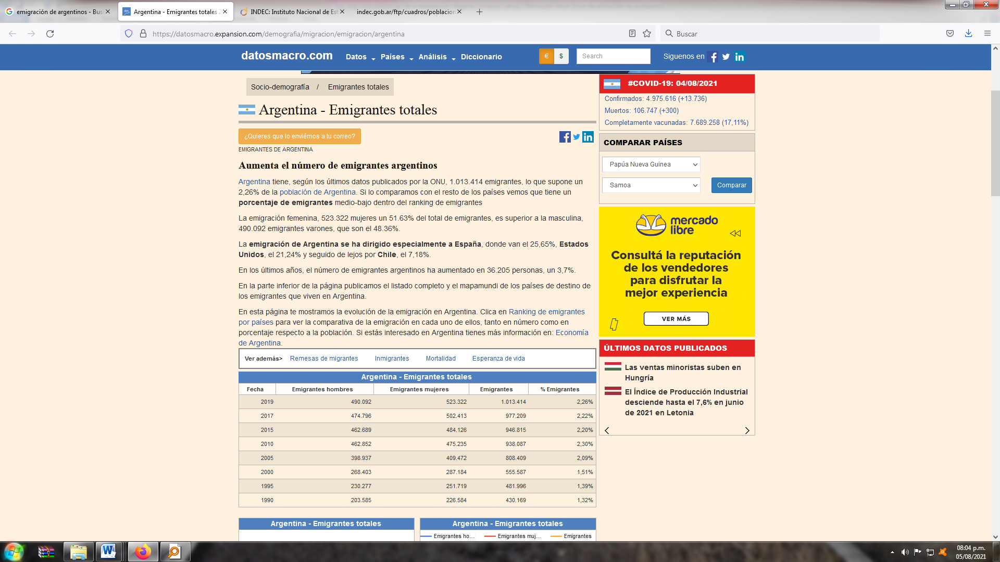 emigración de argentinos - Bus
Argentina - Emigrantes totales 2
INDEC: Instituto Nacional de Est
indec.gob.ar/ftp/cuadros/poblacion
https://datosmacro.expansion.com/demografia/migracion/emigracion/argentina
Buscar
datosmacro.com
Datos
Países
Análisis
Diccionario
€
$
Search
Siguenos en
Socio-demografía / Emigrantes totales
Argentina - Emigrantes totales
¿Quieres que lo enviémos a tu correo?
EMIGRANTES DE ARGENTINA
Aumenta el número de emigrantes argentinos
Argentina tiene, según los últimos datos publicados por la ONU, 1.013.414 emigrantes, lo que supone un
2,26% de la población de Argentina. Si lo comparamos con el resto de los países vemos que tiene un
porcentaje de emigrantes medio-bajo dentro del ranking de emigrantes
La emigración femenina, 523.322 mujeres un 51.63% del total de emigrantes, es superior a la masculina,
490.092 emigrantes varones, que son el 48.36%.
La emigración de Argentina se ha dirigido especialmente a España, donde van el 25,65%, Estados
Unidos, el 21,24% y seguido de lejos por Chile, el 7,18%.
En los últimos años, el número de emigrantes argentinos ha aumentado en 36.205 personas, un 3,7%.
En la parte inferior de la página publicamos el listado completo y el mapamundi de los países de destino de
los emigrantes que viven en Argentina.
En esta página te mostramos la evolución de la emigración en Argentina. Clica en Ranking de emigrantes
por países para ver la comparativa de la emigración en cada uno de ellos, tanto en número como en
porcentaje respecto a la población. Si estás interesado en Argentina tienes más información en: Economía
de Argentina.
Ver además> Remesas de migrantes Inmigrantes Mortalidad Esperanza de vida
Argentina - Emigrantes totales
Fecha Emigrantes hombres Emigrantes mujeres Emigrantes % Emigrantes
2019 490.092 523.322 1.013.414 2,26%
2017 474.796 502.413 977.209 2,22%
2015 462.689 484.126 946.815 2,20%
2010 462.852 475.235 938.087 2,30%
2005 398.937 409.472 808.409 2,09%
2000 268.403 287.184 555.587 1,51%
1995 230.277 251.719 481.996 1,39%
1990 203.585 226.584 430.169 1,32%
Argentina - Emigrantes totales
Argentina - Emigrantes totales
Emigrantes ho... Emigrantes muj... Emigrantes
#COVID-19: 04/08/2021
Confirmados: 4.975.616 (+13.736)
Muertos: 106.747 (+300)
Completamente vacunadas: 7.689.258 (17,11%)
COMPARAR PAÍSES
Papúa Nueva Guinea
Samoa
Comparar
mercado
libre
Consultá la reputación
de los vendedores
para disfrutar la
mejor experiencia
VER MÁS
ÚLTIMOS DATOS PUBLICADOS
Las ventas minoristas suben en
Hungría
El Índice de Producción Industrial
desciende hasta el 7,6% en junio
de 2021 en Letonia
08:04 p.m.
05/08/2021